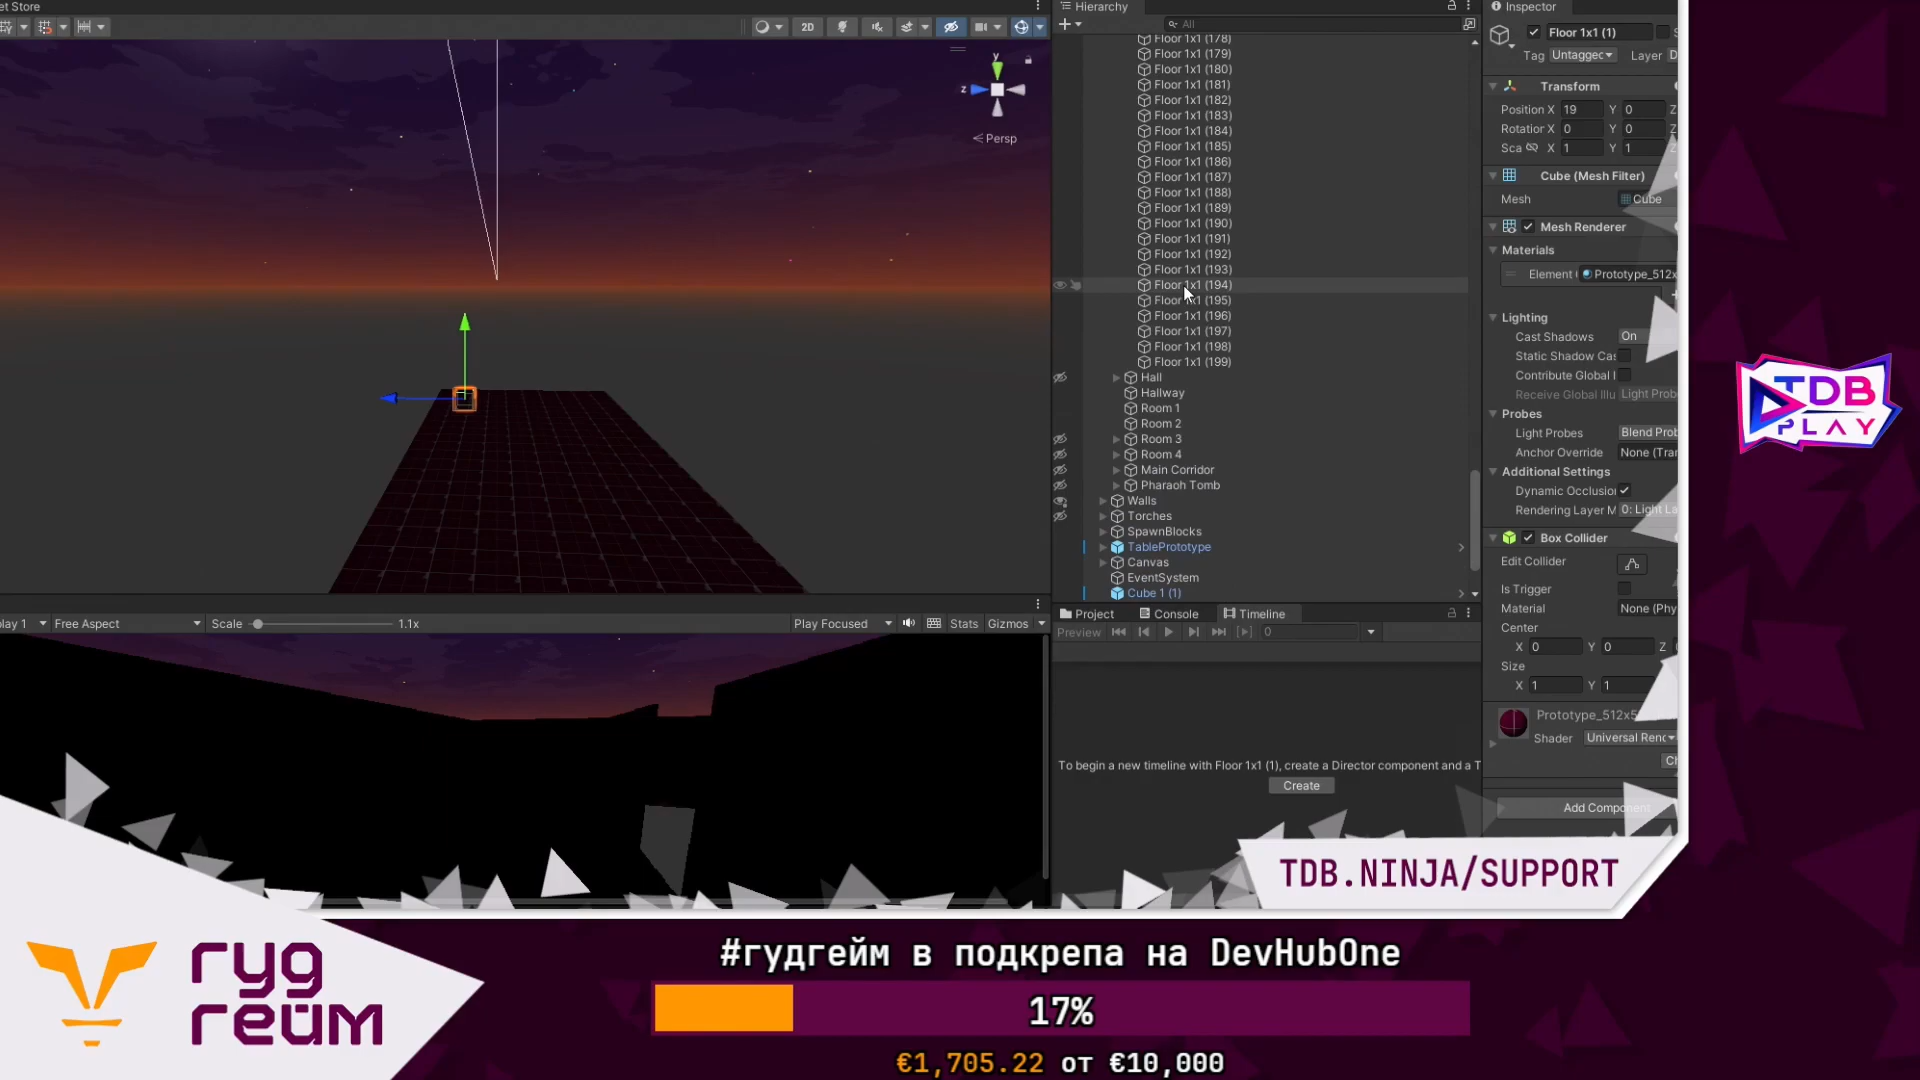 et Store
2D
y
z
Persp
Hierarchy
All
Floor 1x1 (178)
Floor 1x1 (179)
Floor 1x1 (180)
Floor 1x1 (181)
Floor 1x1 (182)
Floor 1x1 (183)
Floor 1x1 (184)
Floor 1x1 (185)
Floor 1x1 (186)
Floor 1x1 (187)
Floor 1x1 (188)
Floor 1x1 (189)
Floor 1x1 (190)
Floor 1x1 (191)
Floor 1x1 (192)
Floor 1x1 (193)
Floor 1x1 (194)
Floor 1x1 (195)
Floor 1x1 (196)
Floor 1x1 (197)
Floor 1x1 (198)
Floor 1x1 (199)
Hall
Hallway
Room 1
Room 2
Room 3
Room 4
Main Corridor
Pharaoh Tomb
Walls
Torches
SpawnBlocks
TablePrototype
Canvas
EventSystem
Cube 1 (1)
Inspector
Floor 1x1 (1)
Tag Untagged Layer D
Transform
Position X 19 Y 0 Z
Rotation X 0 Y 0
Sca X 1 Y 1
Cube (Mesh Filter)
Mesh Cube
Mesh Renderer
Materials
Element Prototype_512x
Lighting
Cast Shadows On
Static Shadow Cas
Contribute Global I
Receive Global Illu Light Prob
Probes
Light Probes Blend Prob
Anchor Override None (Tra
Additional Settings
Dynamic Occlusion
Rendering Layer M 0: Light La
Box Collider
Edit Collider
Is Trigger
Material None (Phy
Center
X 0 Y 0 Z
Size
X 1 Y 1
Prototype_512x5
Shader Universal Rend
Add Component
play 1 Free Aspect Scale 1.1x Play Focused Stats Gizmos
Project Console Timeline
Preview 0
To begin a new timeline with Floor 1x1 (1), create a Director component and a T
Create
TDB
PLAY
TDB.NINJA/SUPPORT
гуд
гейм
#гудгейм в подкрепа на DevHubOne
17%
€1,705.22 от €10,000